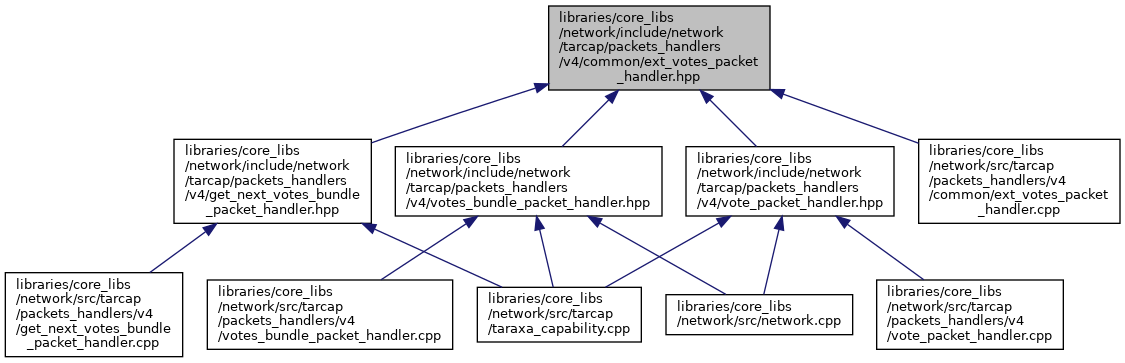 libraries/core_libs
/network/include/network
/tarcap/packets_handlers
/v4/common/ext_votes_packet
_handler.hpp
libraries/core_libs
/network/include/network
/tarcap/packets_handlers
/v4/get_next_votes_bundle
_packet_handler.hpp
libraries/core_libs
/network/include/network
/tarcap/packets_handlers
/v4/votes_bundle_packet_handler.hpp
libraries/core_libs
/network/include/network
/tarcap/packets_handlers
/v4/vote_packet_handler.hpp
libraries/core_libs
/network/src/tarcap
/packets_handlers/v4
/common/ext_votes_packet
_handler.cpp
libraries/core_libs
/network/src/tarcap
/packets_handlers/v4
/get_next_votes_bundle
_packet_handler.cpp
libraries/core_libs
/network/src/tarcap
/packets_handlers/v4
/votes_bundle_packet_handler.cpp
libraries/core_libs
/network/src/tarcap
/taraxa_capability.cpp
libraries/core_libs
/network/src/network.cpp
libraries/core_libs
/network/src/tarcap
/packets_handlers/v4
/vote_packet_handler.cpp